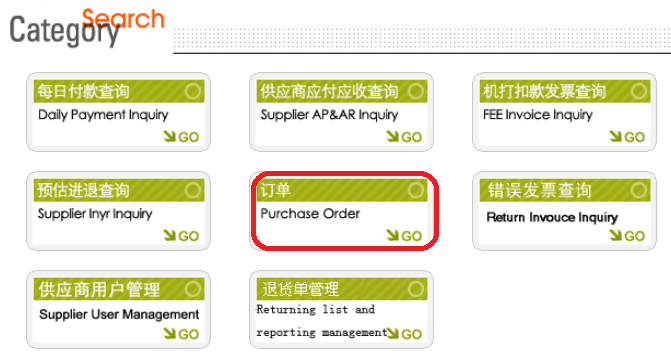 Search
Category
每日付款查询
Daily Payment Inquiry
GO
供应商应付应收查询
Supplier AP&AR Inquiry
GO
机打扣款发票查询
FEE Invoice Inquiry
GO
预估进退查询
Supplier Inyr Inquiry
GO
订单
Purchase Order
GO
错误发票查询
Return Invouce Inquiry
GO
供应商用户管理
Supplier User Management
GO
退货单管理
Returning list and
reporting management
GO